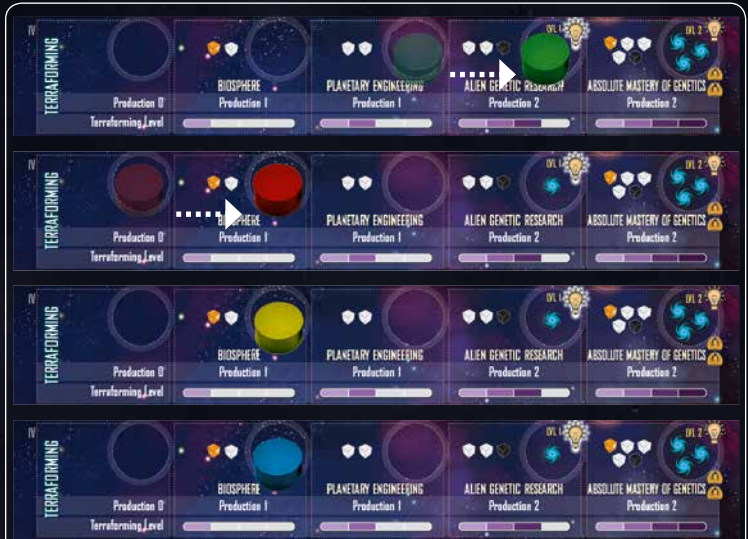 IV LVL 1 LVL 2
TERRAFORMING
BIOSPHERE PLANETARY ENGINEERING ALIEN GENETIC RESEARCH ABSOLUTE MASTERY OF GENETICS
Production 0 Production 1 Production 1 Production 2 Production 2
Terraforming Level
IV LVL 1 LVL 2
TERRAFORMING
BIOSPHERE PLANETARY ENGINEERING ALIEN GENETIC RESEARCH ABSOLUTE MASTERY OF GENETICS
Production 0 Production 1 Production 1 Production 2 Production 2
Terraforming Level
IV LVL 1 LVL 2
TERRAFORMING
BIOSPHERE PLANETARY ENGINEERING ALIEN GENETIC RESEARCH ABSOLUTE MASTERY OF GENETICS
Production 0 Production 1 Production 1 Production 2 Production 2
Terraforming Level
IV LVL 1 LVL 2
TERRAFORMING
BIOSPHERE PLANETARY ENGINEERING ALIEN GENETIC RESEARCH ABSOLUTE MASTERY OF GENETICS
Production 0 Production 1 Production 1 Production 2 Production 2
Terraforming Level